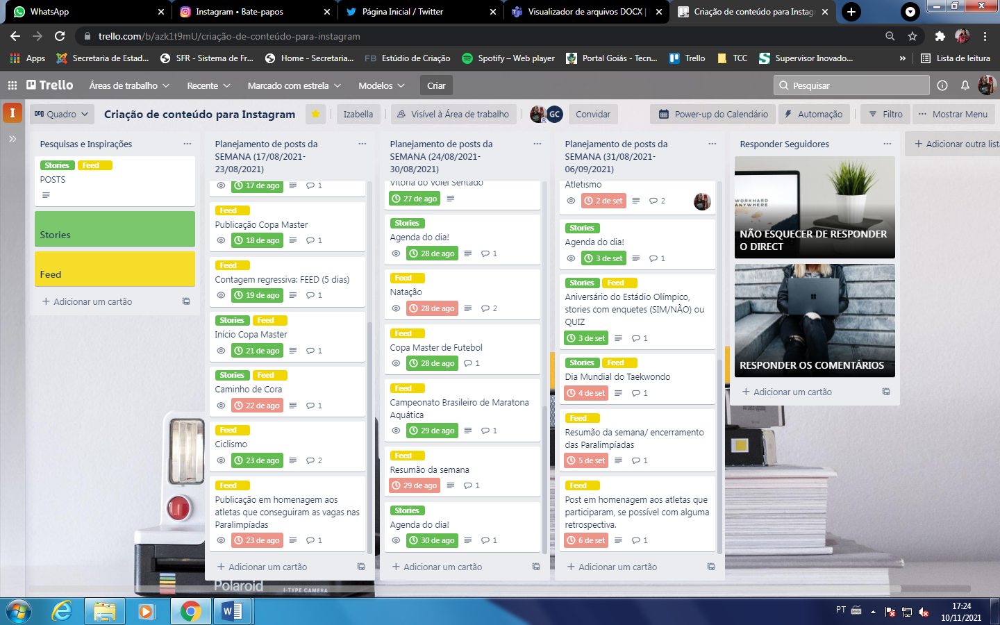 WhatsApp
Instagram • Bate-papos
Página Inicial / Twitter
Visualizador de arquivos DOCX |
Criação de conteúdo para Instag
trello.com/b/azk1t9mU/criação-de-conteúdo-para-instagram
Apps
Secretaria de Estad...
SFR - Sistema de Fr...
Home - Secretaria...
FB Estúdio de Criação
Spotify – Web player
Portal Goiás - Tecn...
Trello
TCC
Supervisor Inovado...
»
Lista de leitura
Trello
Áreas de trabalho
Recente
Marcado com estrela
Modelos
Criar
Pesquisar
I
Quadro
Criação de conteúdo para Instagram
Izabella
Visível à Área de trabalho
GC
Convidar
Power-up do Calendário
Automação
Filtro
Mostrar Menu
Pesquisas e Inspirações
Stories Feed
POSTS
Stories
Feed
+ Adicionar um cartão
Planejamento de posts da
SEMANA (17/08/2021-
23/08/2021)
17 de ago 1
Feed
Publicação Copa Master
18 de ago 1
Feed
Contagem regressiva: FEED (5 dias)
19 de ago 1
Stories Feed
Início Copa Master
21 de ago 1
Stories Feed
Caminho de Cora
22 de ago 1
Feed
Ciclismo
23 de ago 2
Feed
Publicação em homenagem aos
atletas que conseguiram as vagas nas
Paralimpíadas
23 de ago 1
+ Adicionar um cartão
Planejamento de posts da
SEMANA (24/08/2021-
30/08/2021)
Vitória do Vôlei Sentado
27 de ago
Stories
Agenda do dia!
28 de ago 1
Feed
Natação
28 de ago 2
Feed
Copa Master de Futebol
28 de ago 1
Feed
Campeonato Brasileiro de Maratona
Aquática
29 de ago 1
Feed
Resumão da semana
29 de ago 1
Stories
Agenda do dia!
30 de ago 1
+ Adicionar um cartão
Planejamento de posts da
SEMANA (31/08/2021-
06/09/2021)
Atletismo
2 de set 2
Stories
Agenda do dia!
3 de set 1
Stories Feed
Aniversário do Estádio Olímpico,
stories com enquetes (SIM/NÃO) ou
QUIZ
3 de set 1
Stories Feed
Dia Mundial do Taekwondo
4 de set 1
Feed
Resumão da semana/ encerramento
das Paralimpíadas
5 de set 1
Feed
Post em homenagem aos atletas que
participaram, se possível com alguma
retrospectiva.
6 de set 1
+ Adicionar um cartão
Responder Seguidores
WORKHARD
ANYWHERE
NÃO ESQUECER DE RESPONDER
O DIRECT
RESPONDER OS COMENTÁRIOS
+ Adicionar um cartão
+ Adicionar outra lista
Polaroid
I-TYPE CAMERA
PT
17:24
10/11/2021